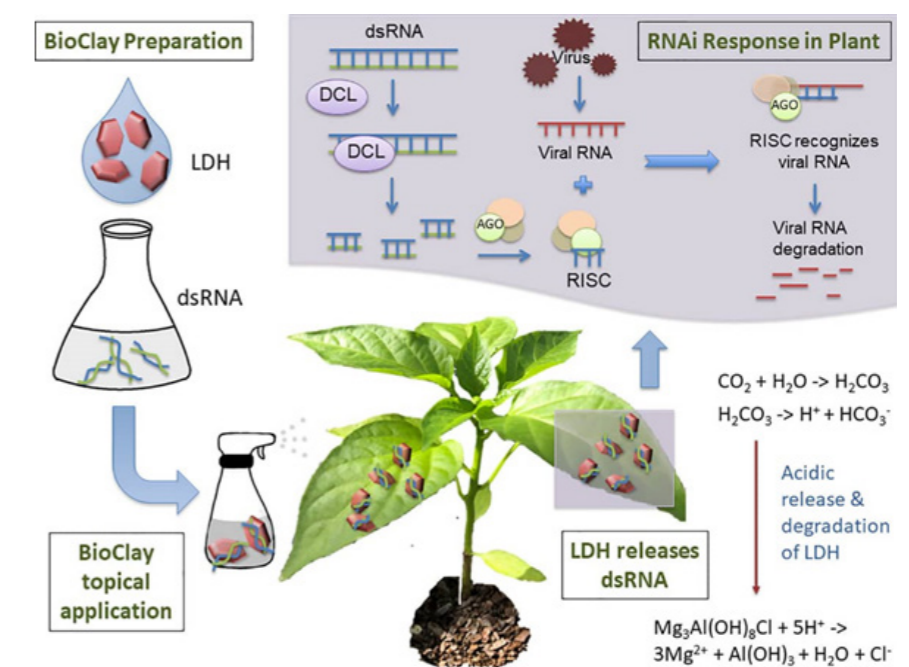 BioClay Preparation
LDH
dsRNA
BioClay
topical
application
dsRNA
DCL
DCL
Virus
Viral RNA
AGO
RISC
RNAi Response in Plant
AGO
RISC recognizes
viral RNA
Viral RNA
degradation
LDH releases
dsRNA
CO₂ + H₂O -> H₂CO₃
H₂CO₃ -> H⁺ + HCO₃⁻
Acidic
release &
degradation
of LDH
Mg₃Al(OH)₈Cl + 5H⁺ ->
3Mg²⁺ + Al(OH)₃ + H₂O + Cl⁻